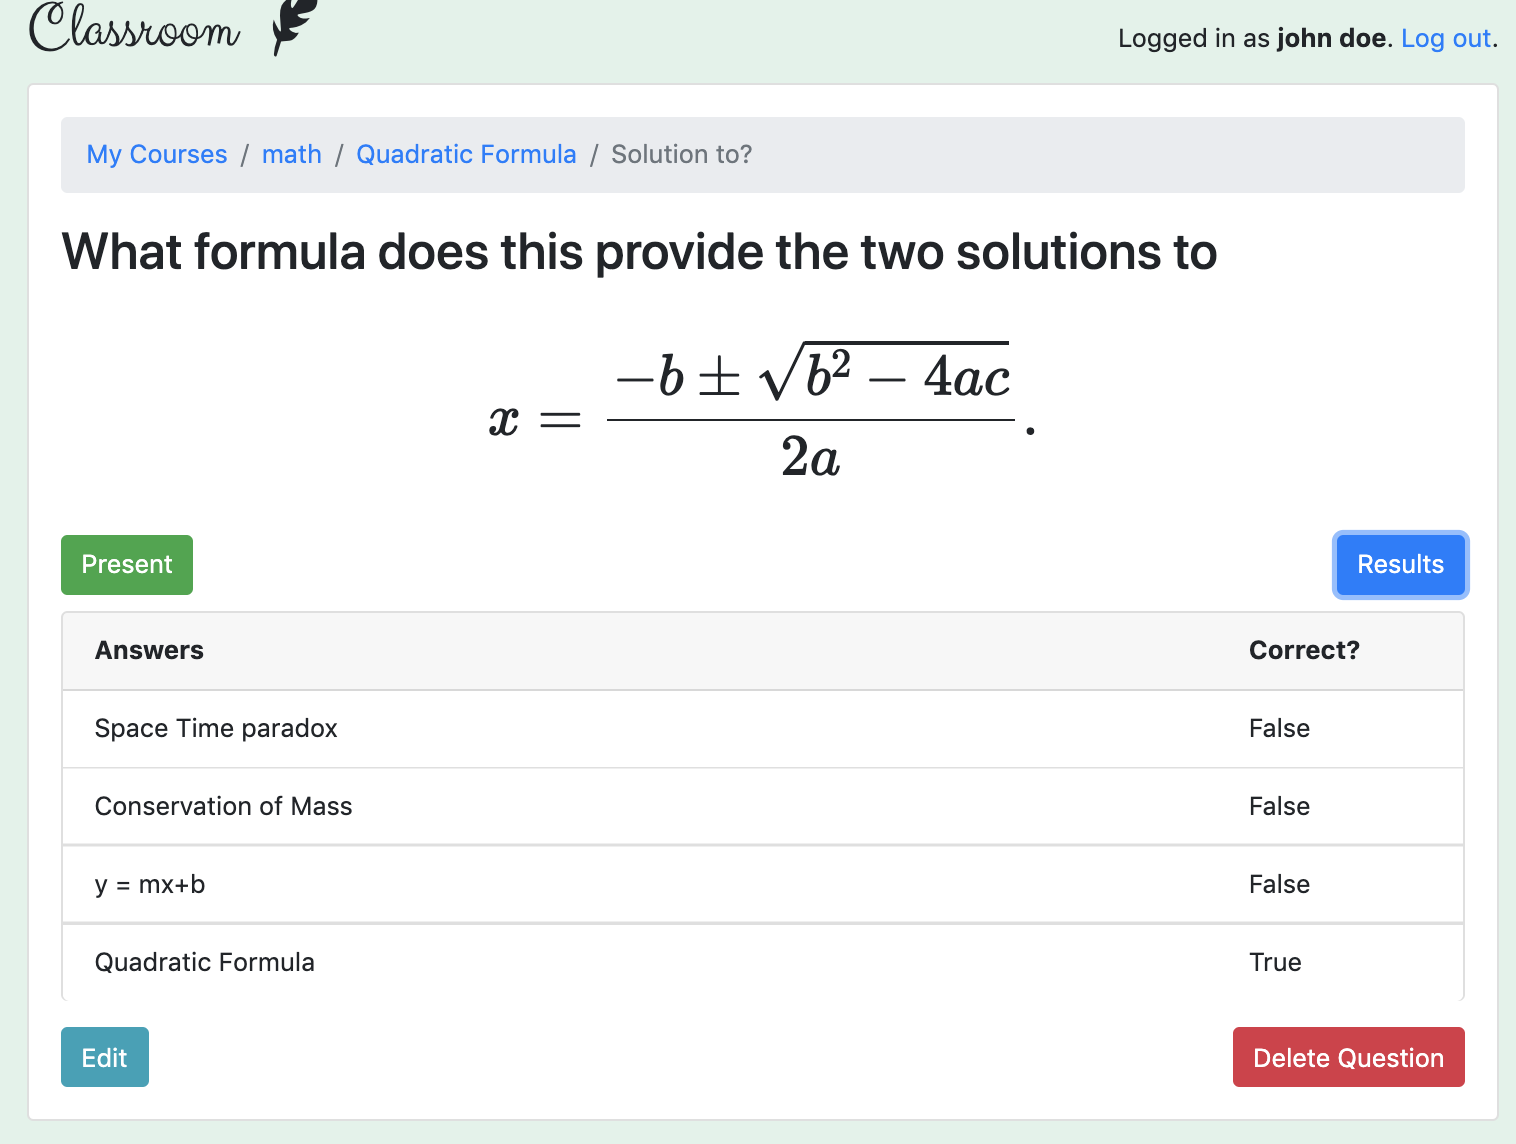 Classroom
Logged in as john doe. Log out.
My Courses / math / Quadratic Formula / Solution to?
What formula does this provide the two solutions to
x = \frac{-b \pm \sqrt{b^2 - 4ac}}{2a}.
Present Results
Answers Correct?
Space Time paradox False
Conservation of Mass False
y = mx+b False
Quadratic Formula True
Edit Delete Question